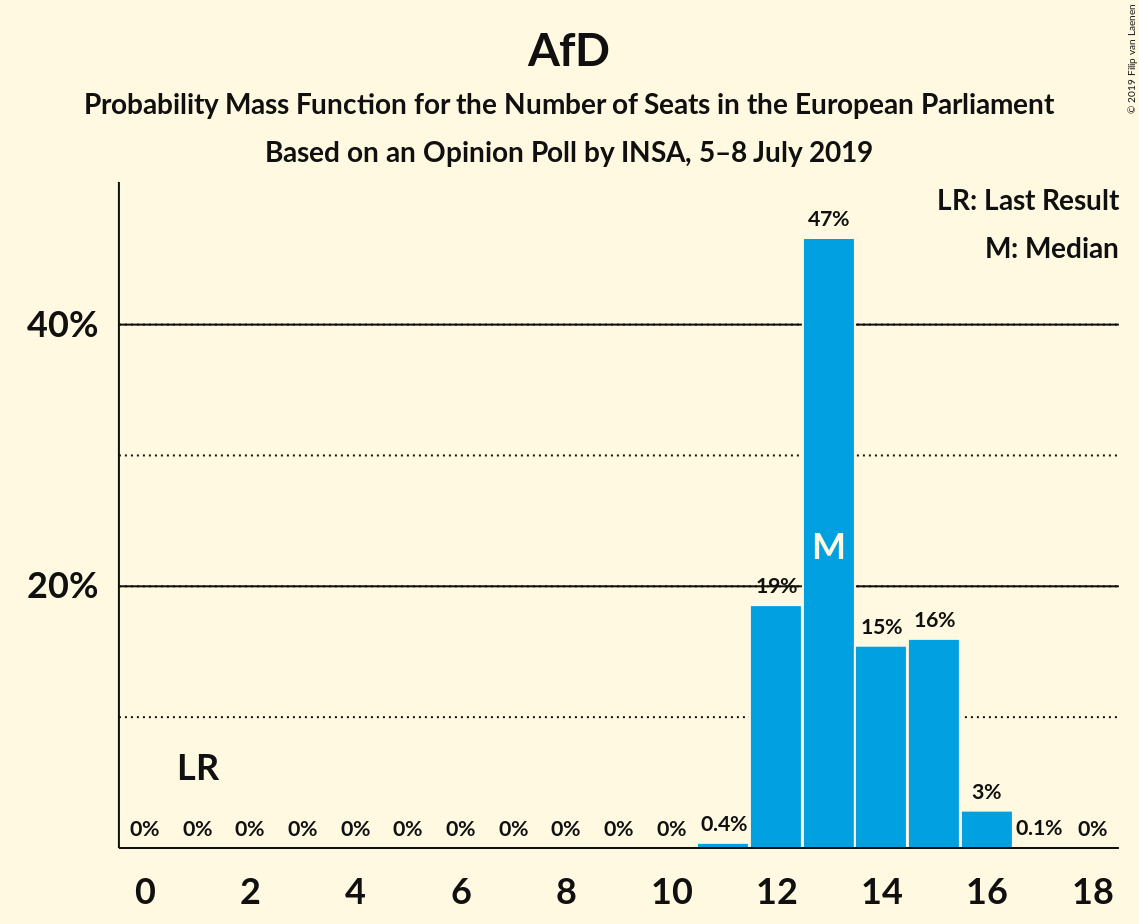 AfD
Probability Mass Function for the Number of Seats in the European Parliament
Based on an Opinion Poll by INSA, 5–8 July 2019
© 2019 Filip van Laenen
LR: Last Result
M: Median
47%
40%
M
20%
19%
15%
16%
LR
3%
0% 0% 0% 0% 0% 0% 0% 0% 0% 0% 0% 0.4% 0.1% 0%
0 2 4 6 8 10 12 14 16 18